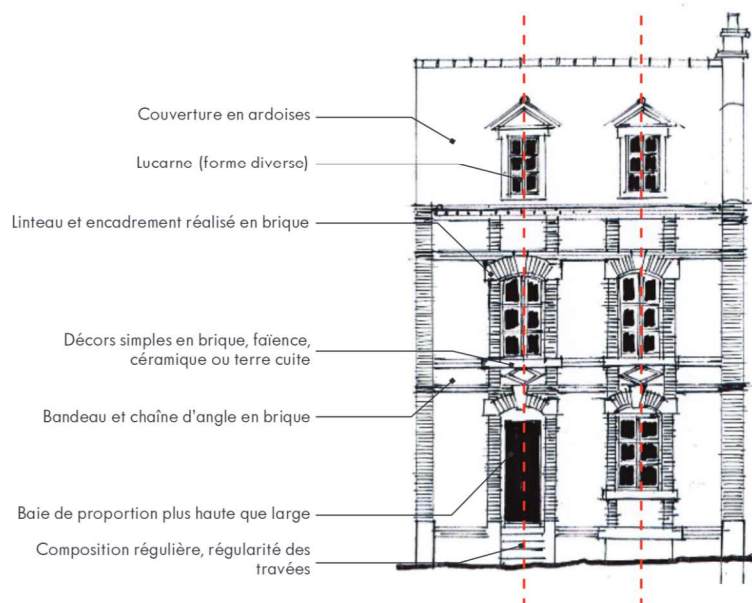 Couverture en ardoises
Lucarne (forme diverse)
Linteau et encadrement réalisé en brique
Décors simples en brique, faïence,
céramique ou terre cuite
Bandeau et chaîne d'angle en brique
Baie de proportion plus haute que large
Composition régulière, régularité des
travées